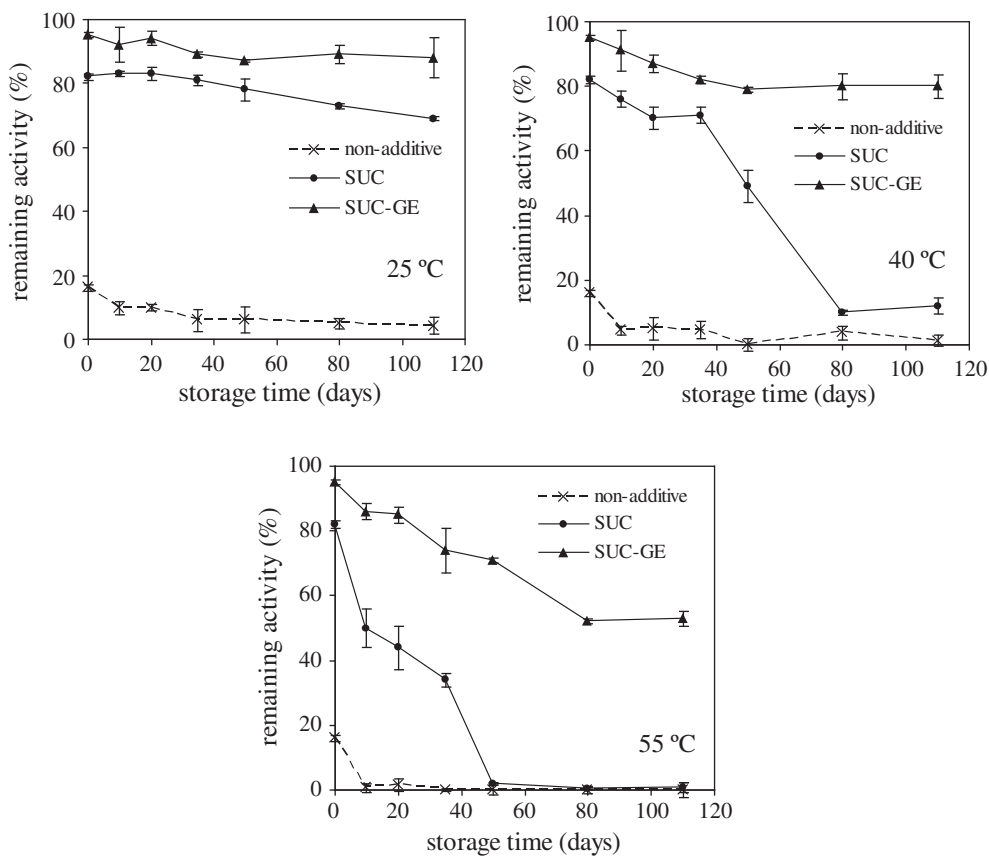 100
80
60
40
20
0
remaining activity (%)
non-additive
SUC
SUC-GE
25 ºC
0 20 40 60 80 100 120
storage time (days)
100
80
60
40
20
0
remaining activity (%)
non-additive
SUC
SUC-GE
40 ºC
0 20 40 60 80 100 120
storage time (days)
100
80
60
40
20
0
remaining activity (%)
non-additive
SUC
SUC-GE
55 ºC
0 20 40 60 80 100 120
storage time (days)